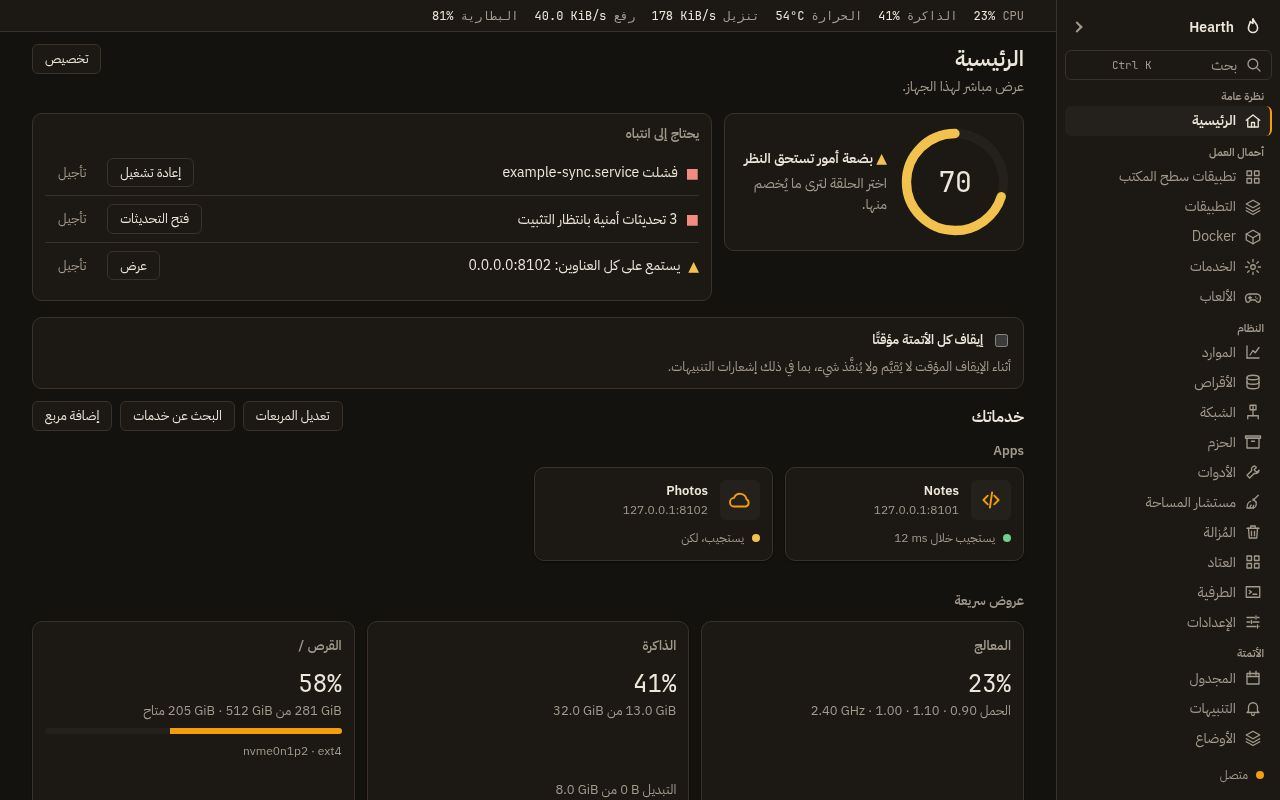 CPU 23% الذاكرة 41% الحرارة 54°C تنزيل 178 KiB/s رفع 40.0 KiB/s البطارية 81%
Hearth
بحث Ctrl K
نظرة عامة
الرئيسية
أحمال العمل
تطبيقات سطح المكتب
التطبيقات
Docker
الخدمات
الألعاب
النظام
الموارد
الأقراص
الشبكة
الحزم
الأدوات
مستشار المساحة
المُزالة
العتاد
الطرفية
الإعدادات
الأتمتة
المجدول
التنبيهات
الأوضاع
متصل
الرئيسية
تخصيص
عرض مباشر لهذا الجهاز.
70
▲ بضعة أمور تستحق النظر
اختر الحلقة لترى ما يُخصم
منها.
يحتاج إلى انتباه
■ فشلت example-sync.service إعادة تشغيل تأجيل
■ 3 تحديثات أمنية بانتظار التثبيت فتح التحديثات تأجيل
▲ يستمع على كل العناوين: 0.0.0.0:8102 عرض تأجيل
إيقاف كل الأتمتة مؤقتًا
أثناء الإيقاف المؤقت لا يُقيَّم ولا يُنفَّذ شيء، بما في ذلك إشعارات التنبيهات.
خدماتك
تعديل المربعات البحث عن خدمات إضافة مربع
Apps
Notes
127.0.0.1:8101
يستجيب خلال 12 ms
Photos
127.0.0.1:8102
يستجيب، لكن
عروض سريعة
المعالج
23%
الحمل 0.90 · 1.10 · 1.00 · 2.40 GHz
الذاكرة
41%
13.0 GiB من 32.0 GiB
التبديل 0 B من 8.0 GiB
القرص /
58%
281 GiB من 512 GiB · 205 GiB متاح
nvme0n1p2 · ext4